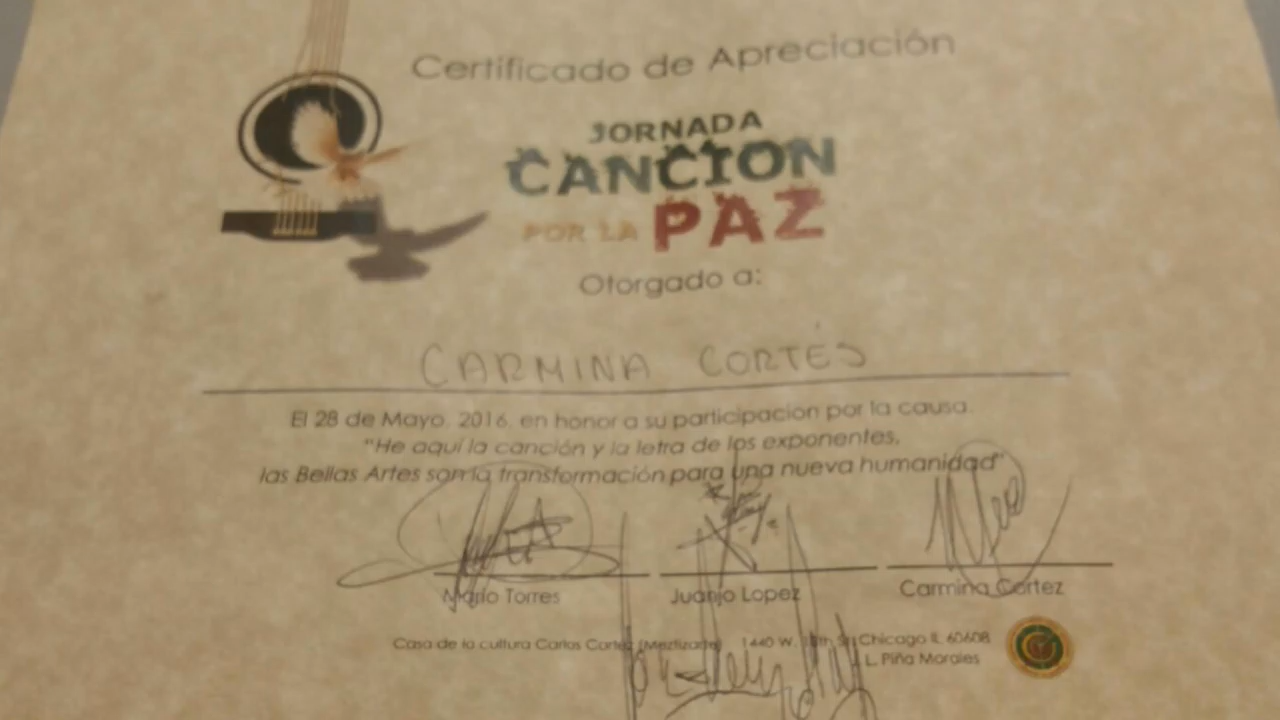 Certificado de Apreciación
JORNADA
CANCION
POR LA PAZ
Otorgado a:
CARMINA CORTÉS
El 28 de Mayo, 2016, en honor a su participacion por la causa.
"He aquí la canción y la letra de los exponentes,
las Bellas Artes son la transformación para una nueva humanidad"
Mario Torres Juanjo Lopez Carmina Cortez
Casa de la cultura Carlos Cortez (Mestizarte) 1440 W. 18th St. Chicago IL 60608
L. Piña Morales